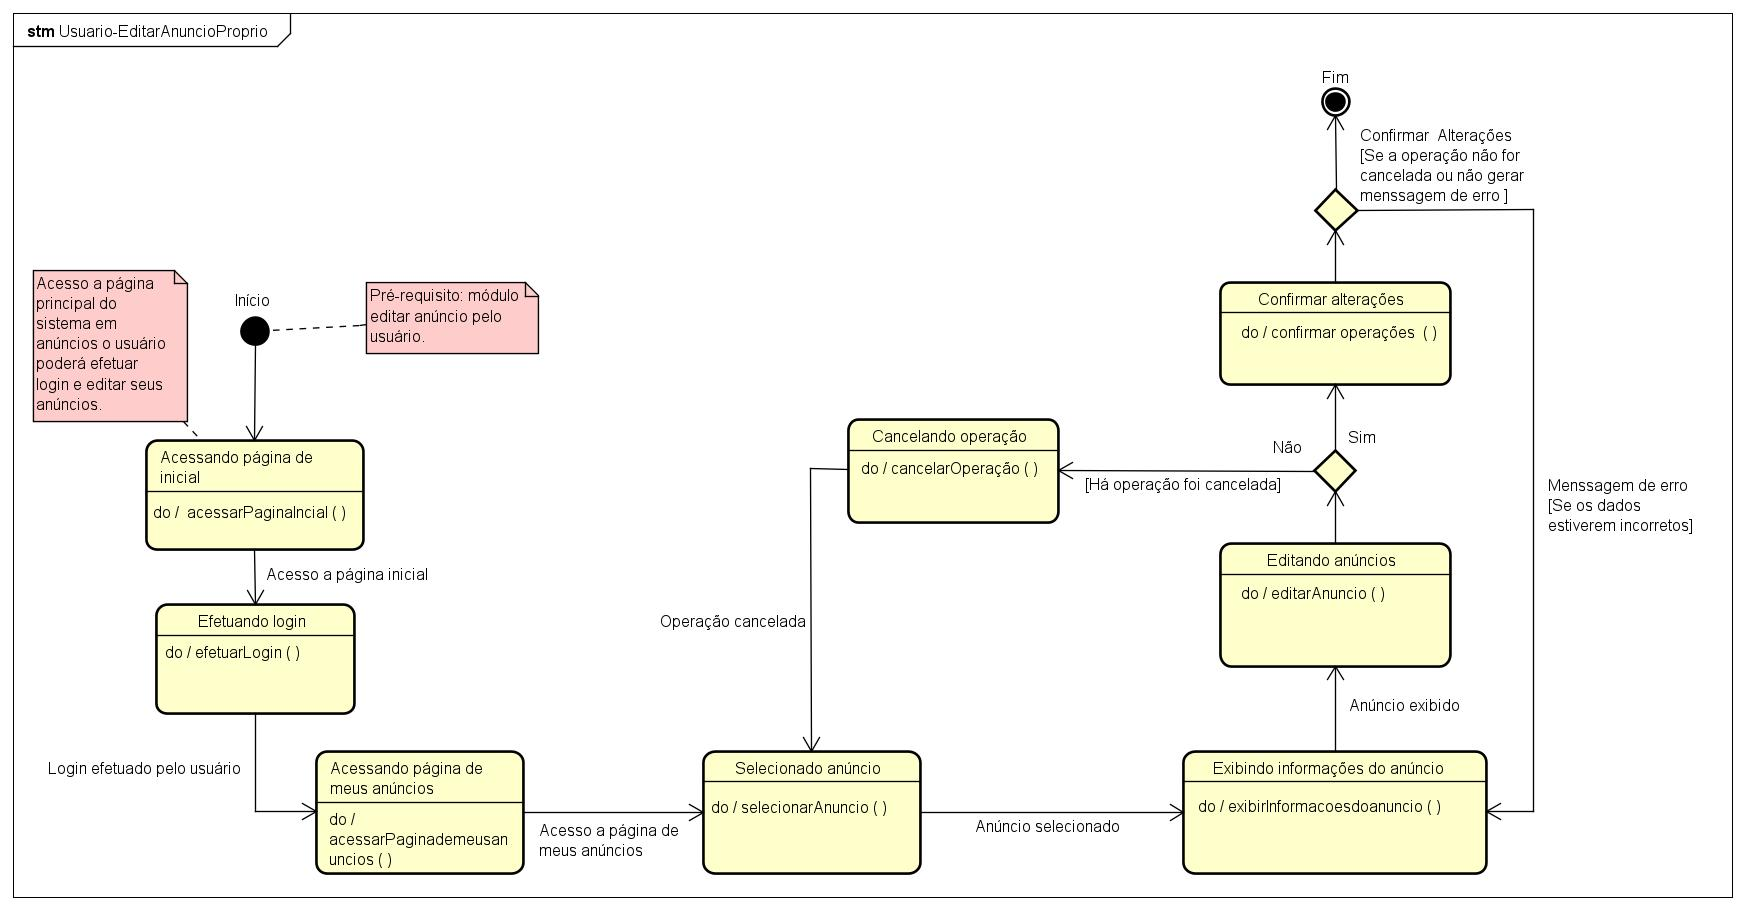 stm Usuario-EditarAnuncioProprio
Fim
Confirmar  Alterações
[Se a operação não for
cancelada ou não gerar
menssagem de erro ]
Acesso a página
principal do
sistema em
anúncios o usuário
poderá efetuar
login e editar seus
anúncios.
Início
Pré-requisito: módulo
editar anúncio pelo
usuário.
Confirmar alterações
do / confirmar operações  ( )
Acessando página de
inicial
do /  acessarPaginaIncial ( )
Cancelando operação
do / cancelarOperação ( )
Não
Sim
[Há operação foi cancelada]
Menssagem de erro
[Se os dados
estiverem incorretos]
Acesso a página inicial
Editando anúncios
do / editarAnuncio ( )
Efetuando login
do / efetuarLogin ( )
Operação cancelada
Anúncio exibido
Login efetuado pelo usuário
Acessando página de
meus anúncios
do /
acessarPaginademeusan
uncios ( )
Acesso a página de
meus anúncios
Selecionado anúncio
do / selecionarAnuncio ( )
Anúncio selecionado
Exibindo informações do anúncio
do / exibirInformacoesdoanuncio ( )